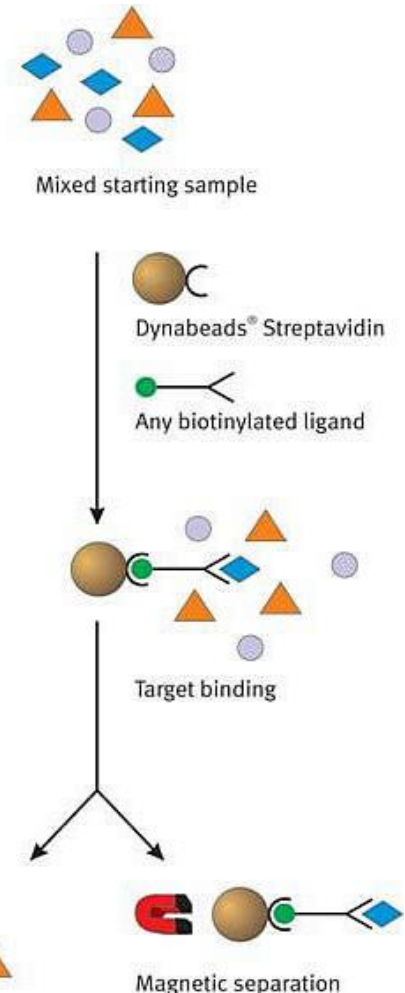 Mixed starting sample
Dynabeads® Streptavidin
Any biotinylated ligand
Target binding
Magnetic separation